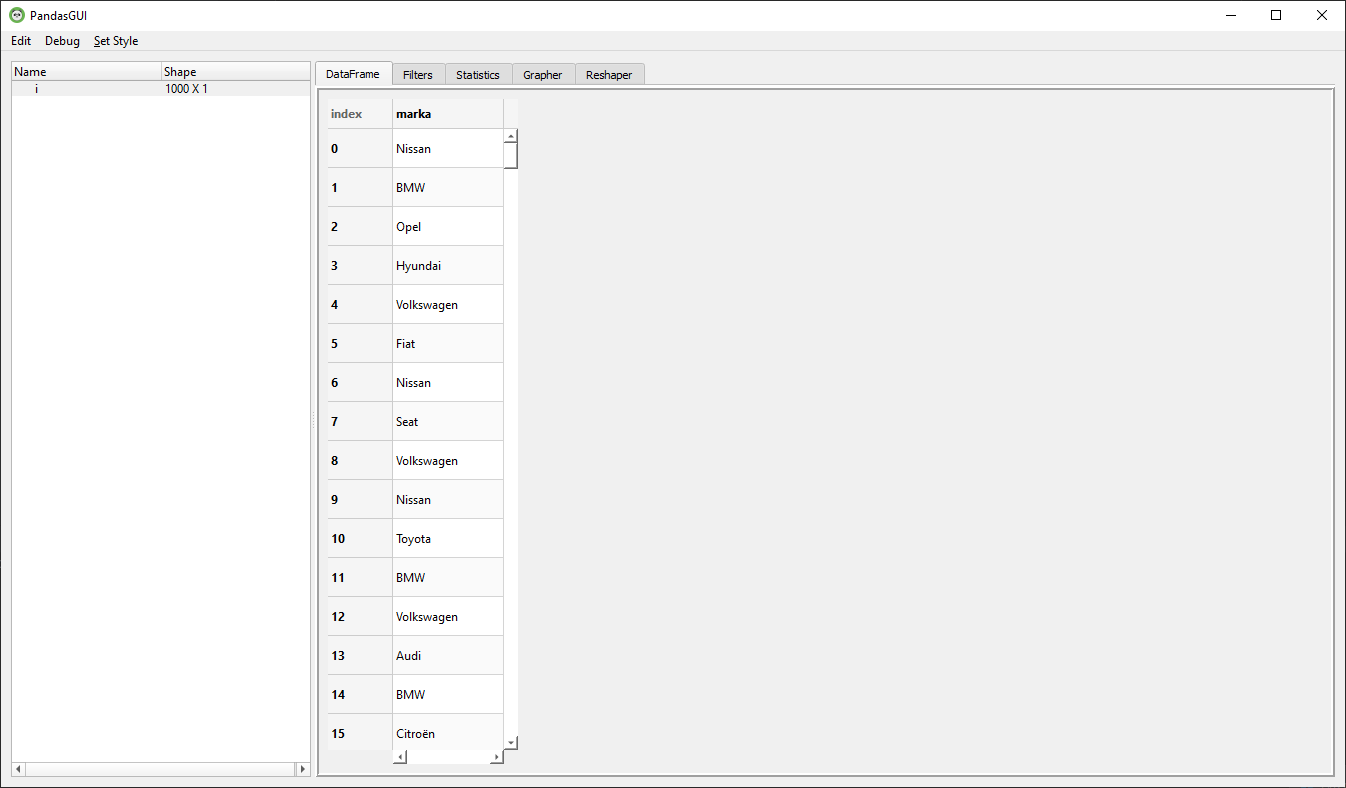 PandasGUI
Edit Debug Set Style
Name Shape
i 1000 X 1
DataFrame Filters Statistics Grapher Reshaper
index marka
0 Nissan
1 BMW
2 Opel
3 Hyundai
4 Volkswagen
5 Fiat
6 Nissan
7 Seat
8 Volkswagen
9 Nissan
10 Toyota
11 BMW
12 Volkswagen
13 Audi
14 BMW
15 Citroën